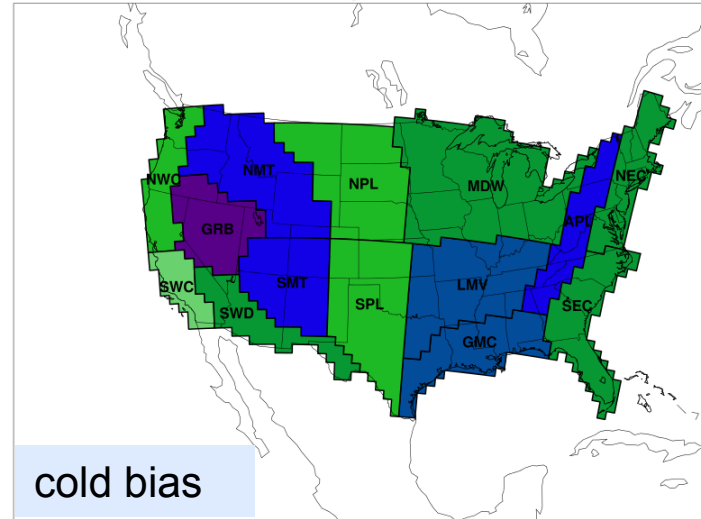 NWC
NMT
NPL
MDW
NEC
GRB
APL
SWC
SMT
SPL
LMV
SEC
SWD
GMC
cold bias